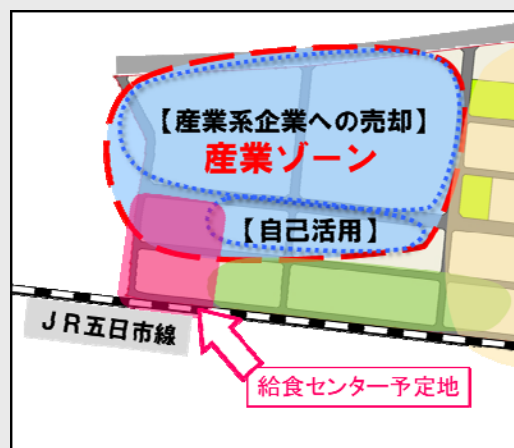 【産業系企業への売却】
産業ゾーン
【自己活用】
ＪＲ五日市線
給食センター予定地